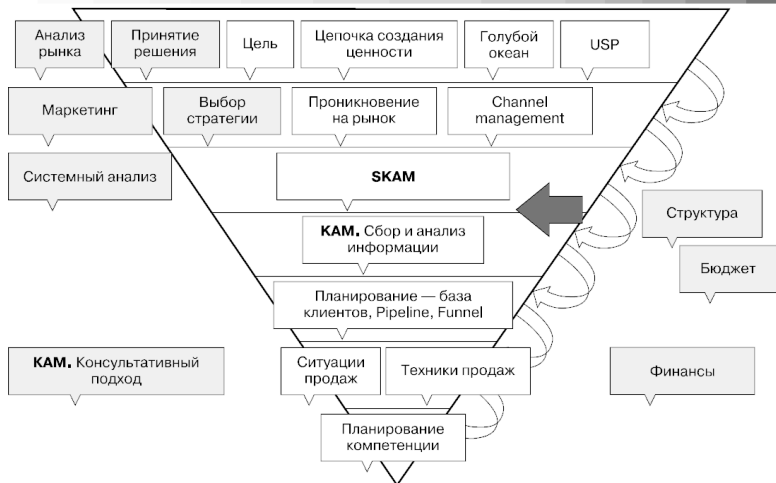 Анализ
рынка
Принятие
решения
Цель
Цепочка создания
ценности
Голубой
океан
USP
Маркетинг
Выбор
стратегии
Проникновение
на рынок
Channel
management
Системный анализ
SKAM
Структура
КАМ. Сбор и анализ
информации
Бюджет
Планирование — база
клиентов, Pipeline, Funnel
КАМ. Консультативный
подход
Ситуации
продаж
Техники продаж
Финансы
Планирование
компетенции